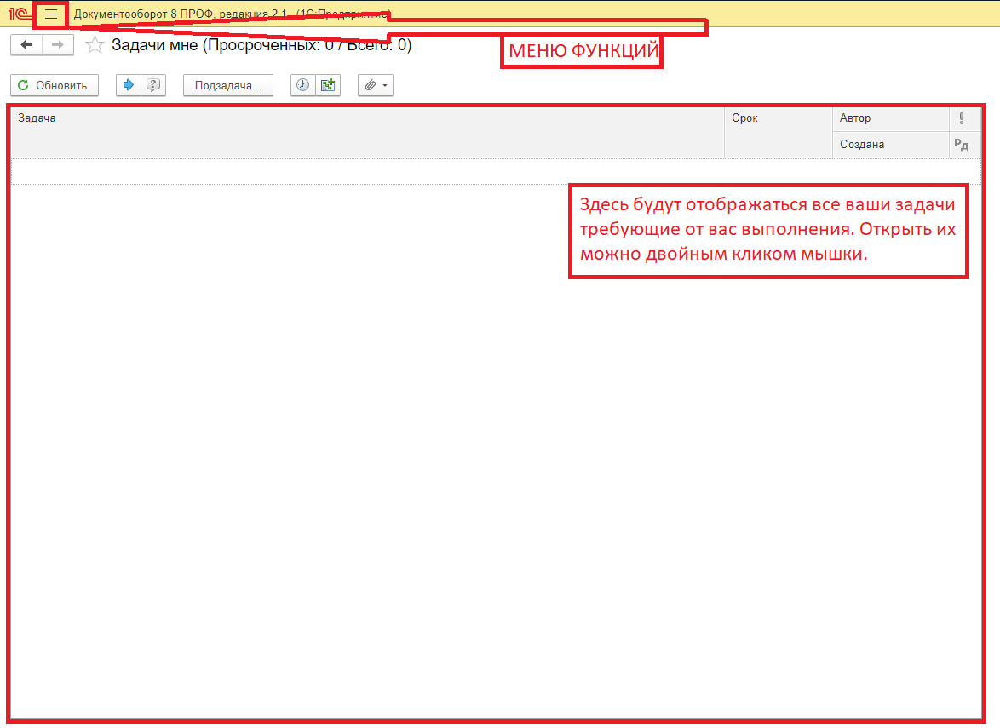 1С Документооборот 8 ПРОФ, редакция 2.1 (1С:Предприятие)
МЕНЮ ФУНКЦИЙ
Задачи мне (Просроченных: 0 / Всего: 0)
Обновить Подзадача...
Задача Срок Автор
Создана Рд
Здесь будут отображаться все ваши задачи
требующие от вас выполнения. Открыть их
можно двойным кликом мышки.